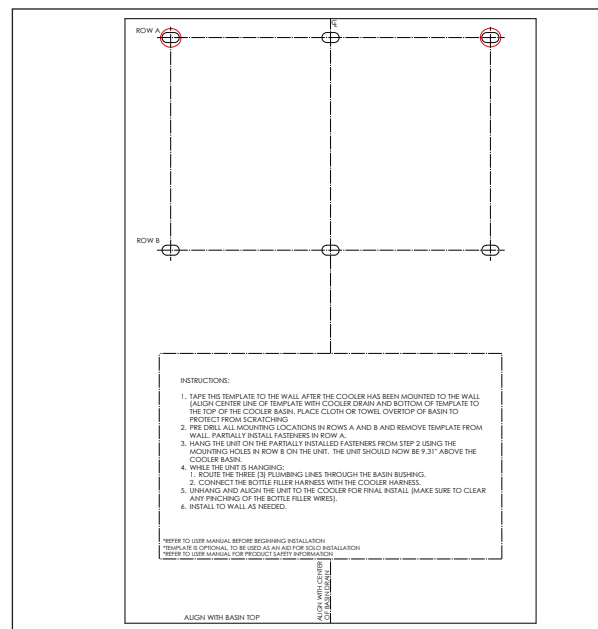 ℄
ROW A
ROW B
INSTRUCTIONS:
1. TAPE THIS TEMPLATE TO THE WALL AFTER THE COOLER HAS BEEN MOUNTED TO THE WALL
(ALIGN CENTER LINE OF TEMPLATE WITH COOLER DRAIN AND BOTTOM OF TEMPLATE TO
THE TOP OF THE COOLER BASIN. PLACE CLOTH OR TOWEL OVERTOP OF BASIN TO
PROTECT FROM SCRATCHING
2. PRE DRILL ALL MOUNTING LOCATIONS IN ROWS A AND B AND REMOVE TEMPLATE FROM
WALL. PARTIALLY INSTALL FASTENERS IN ROW A.
3. HANG THE UNIT ON THE PARTIALLY INSTALLED FASTENERS FROM STEP 2 USING THE
MOUNTING HOLES IN ROW B ON THE UNIT. THE UNIT SHOULD NOW BE 9.31" ABOVE THE
COOLER BASIN.
4. WHILE THE UNIT IS HANGING:
1. ROUTE THE THREE (3) PLUMBING LINES THROUGH THE BASIN BUSHING.
2. CONNECT THE BOTTLE FILLER HARNESS WITH THE COOLER HARNESS.
5. UNHANG AND ALIGN THE UNIT TO THE COOLER FOR FINAL INSTALL (MAKE SURE TO CLEAR
ANY PINCHING OF THE BOTTLE FILLER WIRES).
6. INSTALL TO WALL AS NEEDED.
*REFER TO USER MANUAL BEFORE BEGINNING INSTALLATION
*TEMPLATE IS OPTIONAL, TO BE USED AS AN AID FOR SOLO INSTALLATION
*REFER TO USER MANUAL FOR PRODUCT SAFETY INFORMATION
ALIGN WITH CENTER
OF BASIN DRAIN
ALIGN WITH BASIN TOP